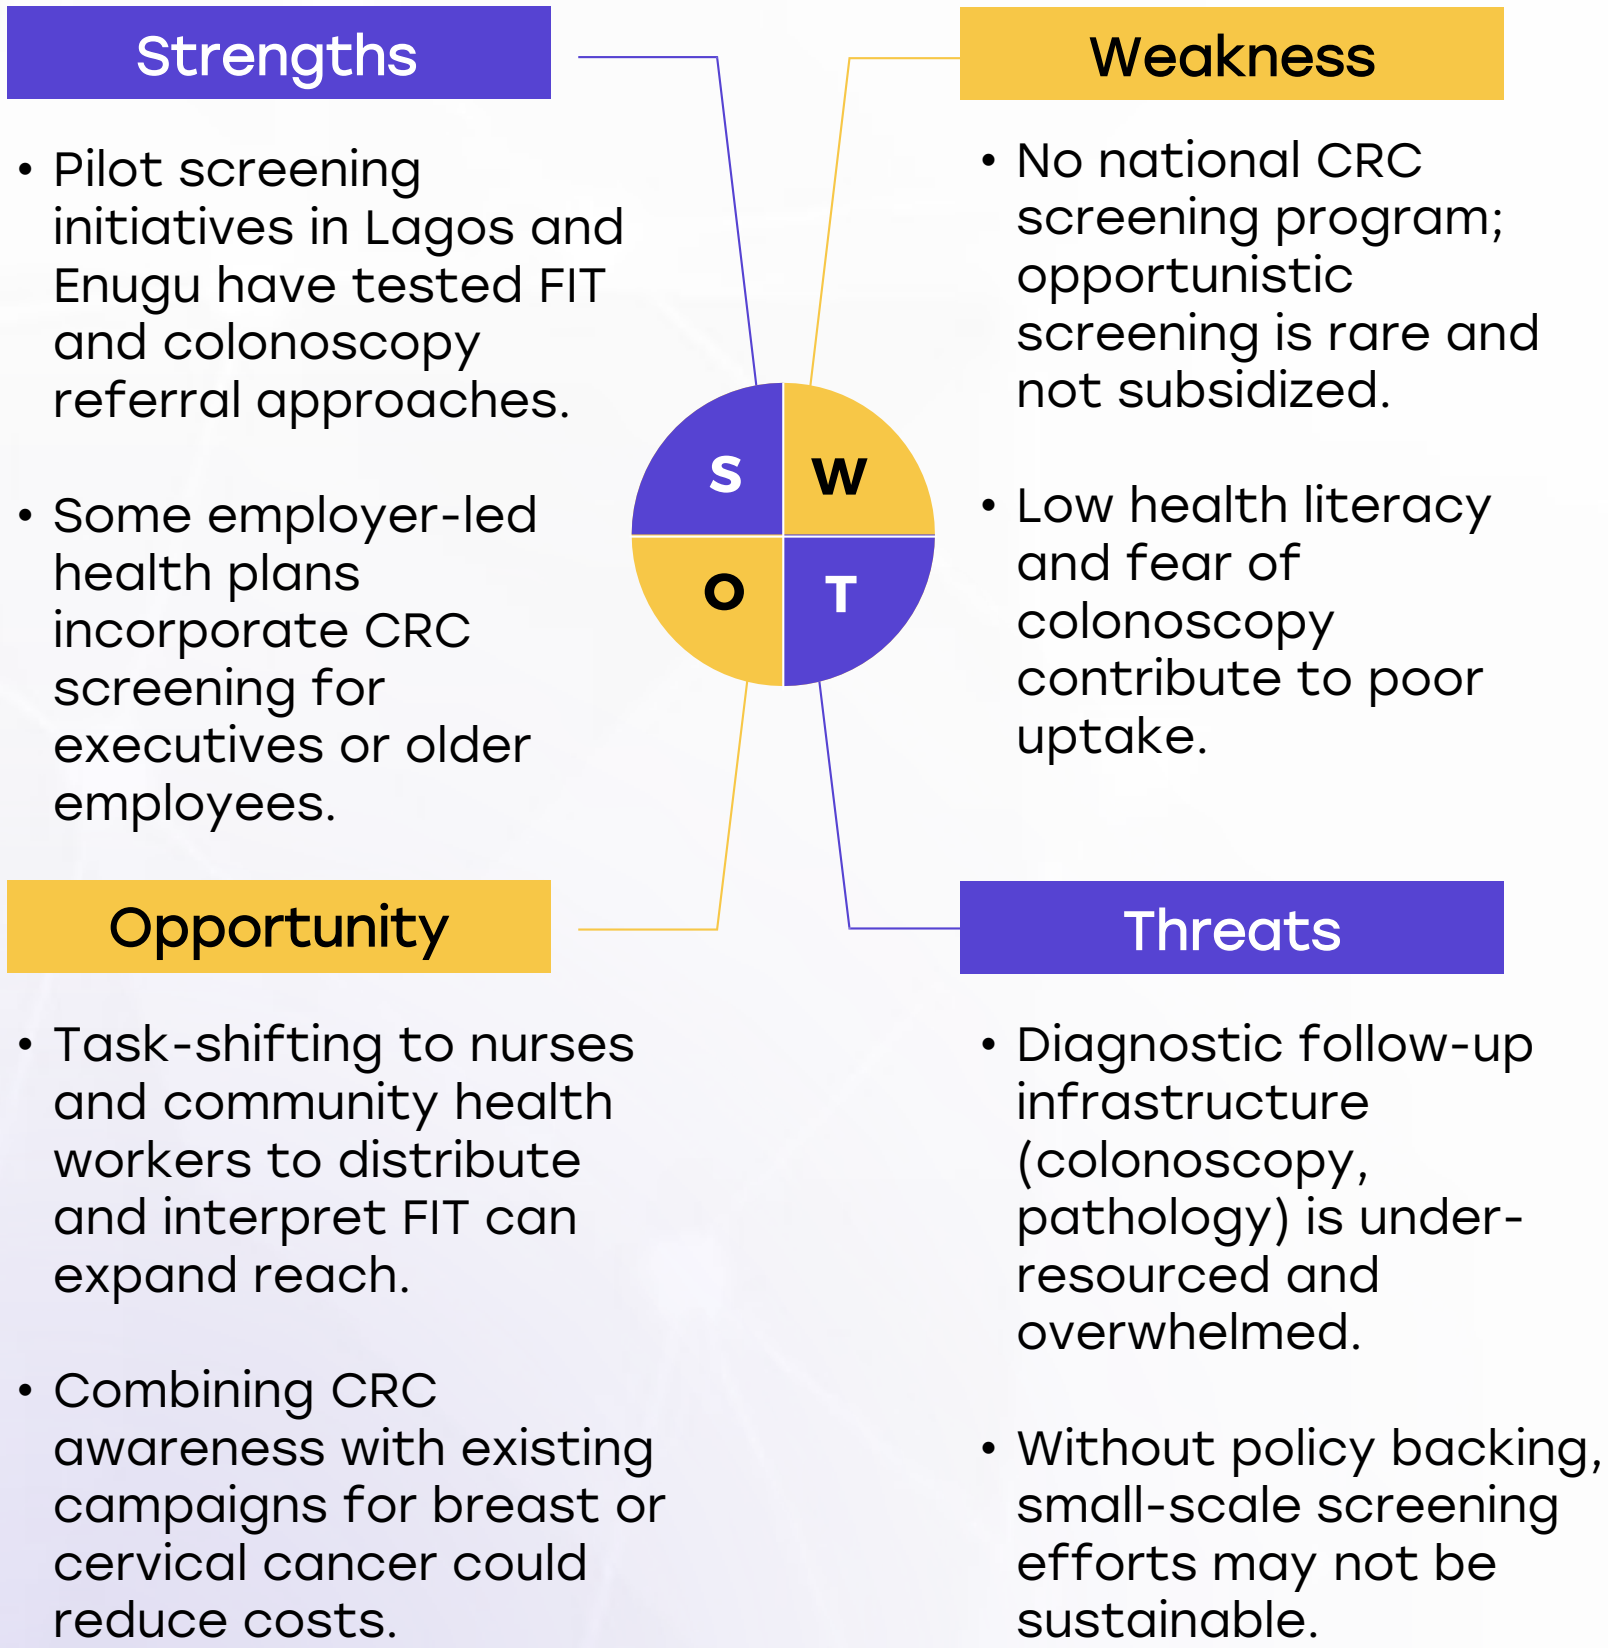 Strengths
• Pilot screening
initiatives in Lagos and
Enugu have tested FIT
and colonoscopy
referral approaches.
• Some employer-led
health plans
incorporate CRC
screening for
executives or older
employees.
Weakness
• No national CRC
screening program;
opportunistic
screening is rare and
not subsidized.
• Low health literacy
and fear of
colonoscopy
contribute to poor
uptake.
S
W
O
T
Opportunity
• Task-shifting to nurses
and community health
workers to distribute
and interpret FIT can
expand reach.
• Combining CRC
awareness with existing
campaigns for breast or
cervical cancer could
reduce costs.
Threats
• Diagnostic follow-up
infrastructure
(colonoscopy,
pathology) is under-
resourced and
overwhelmed.
• Without policy backing,
small-scale screening
efforts may not be
sustainable.